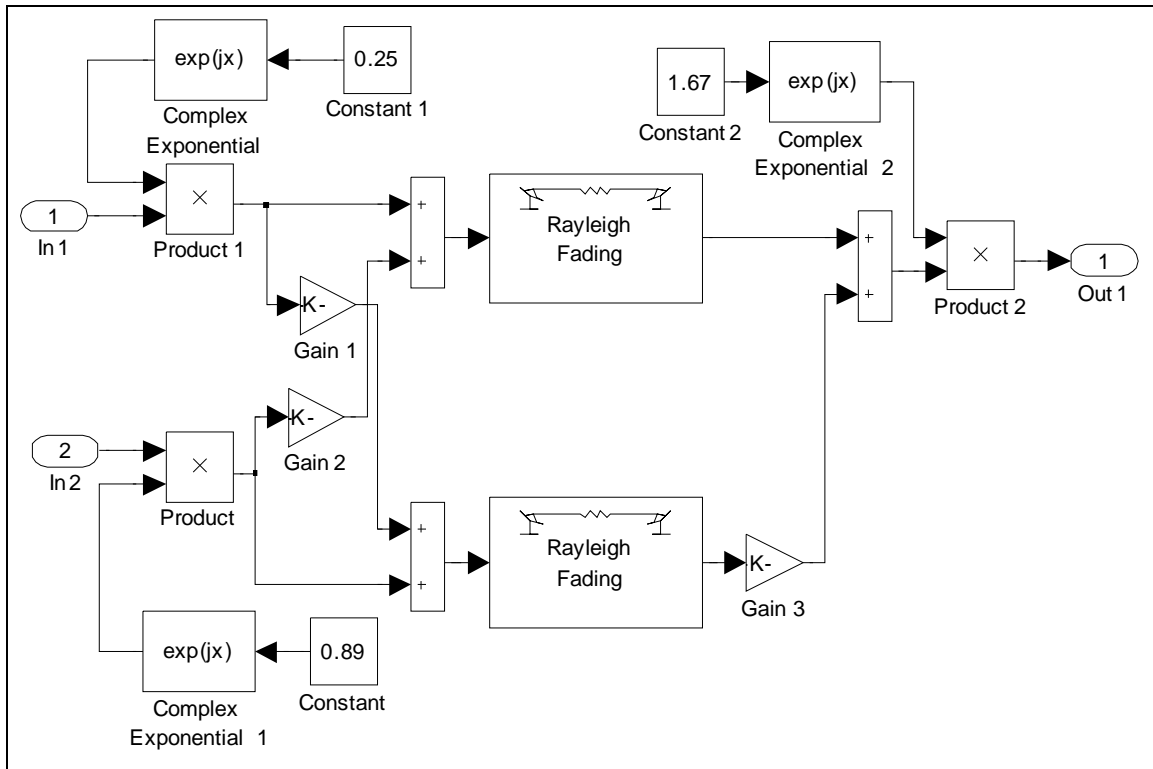 exp(jx)
Complex
Exponential
0.25
Constant 1
1.67
Constant 2
exp(jx)
Complex
Exponential 2
1
In 1
×
Product 1
+
+
Rayleigh
Fading
+
+
×
Product 2
1
Out 1
-K-
Gain 1
-K-
Gain 2
2
In 2
×
Product
+
+
Rayleigh
Fading
K-
Gain 3
exp(jx)
Complex
Exponential 1
0.89
Constant